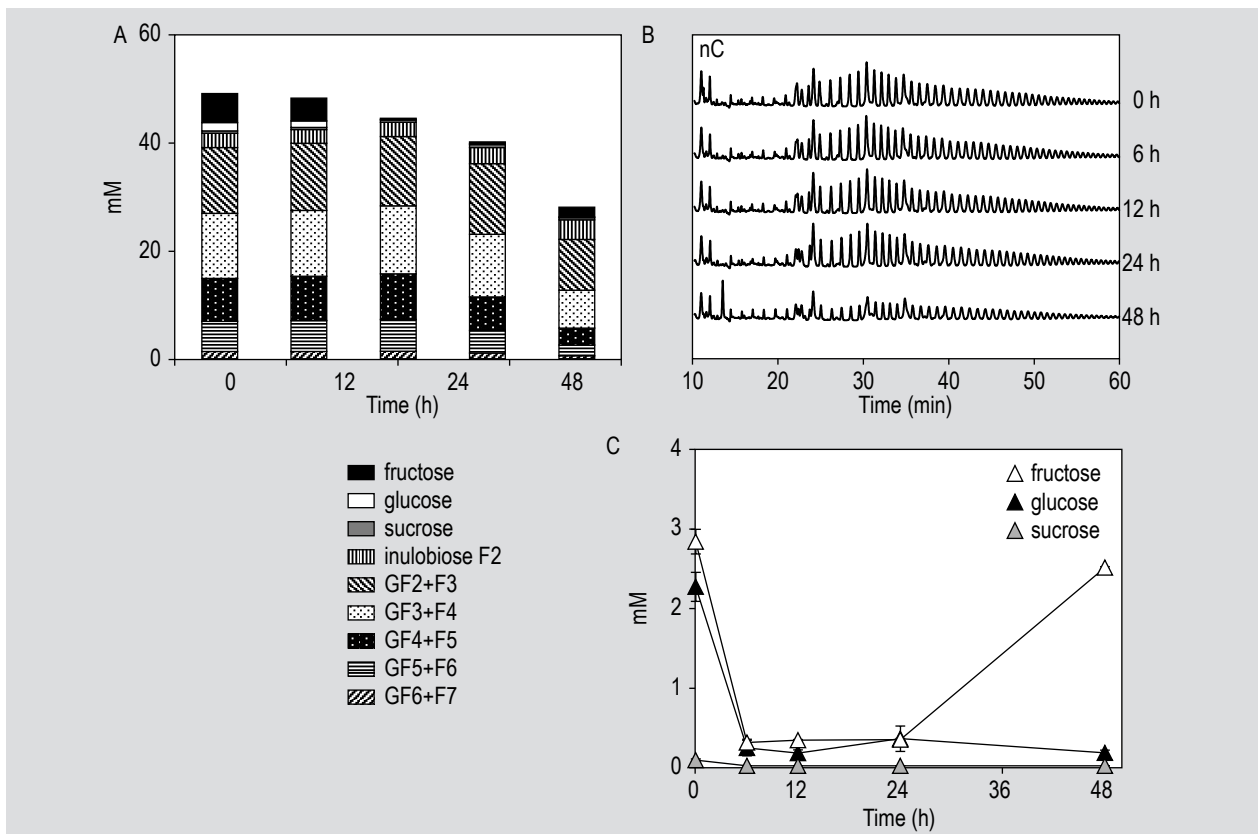 A
60
40
20
0
mM
0 12 24 48
Time (h)
fructose
glucose
sucrose
inulobiose F2
GF2+F3
GF3+F4
GF4+F5
GF5+F6
GF6+F7
B
nC
0 h
6 h
12 h
24 h
48 h
10 20 30 40 50 60
Time (min)
C
4
3
2
1
0
mM
fructose
glucose
sucrose
0 12 24 36 48
Time (h)